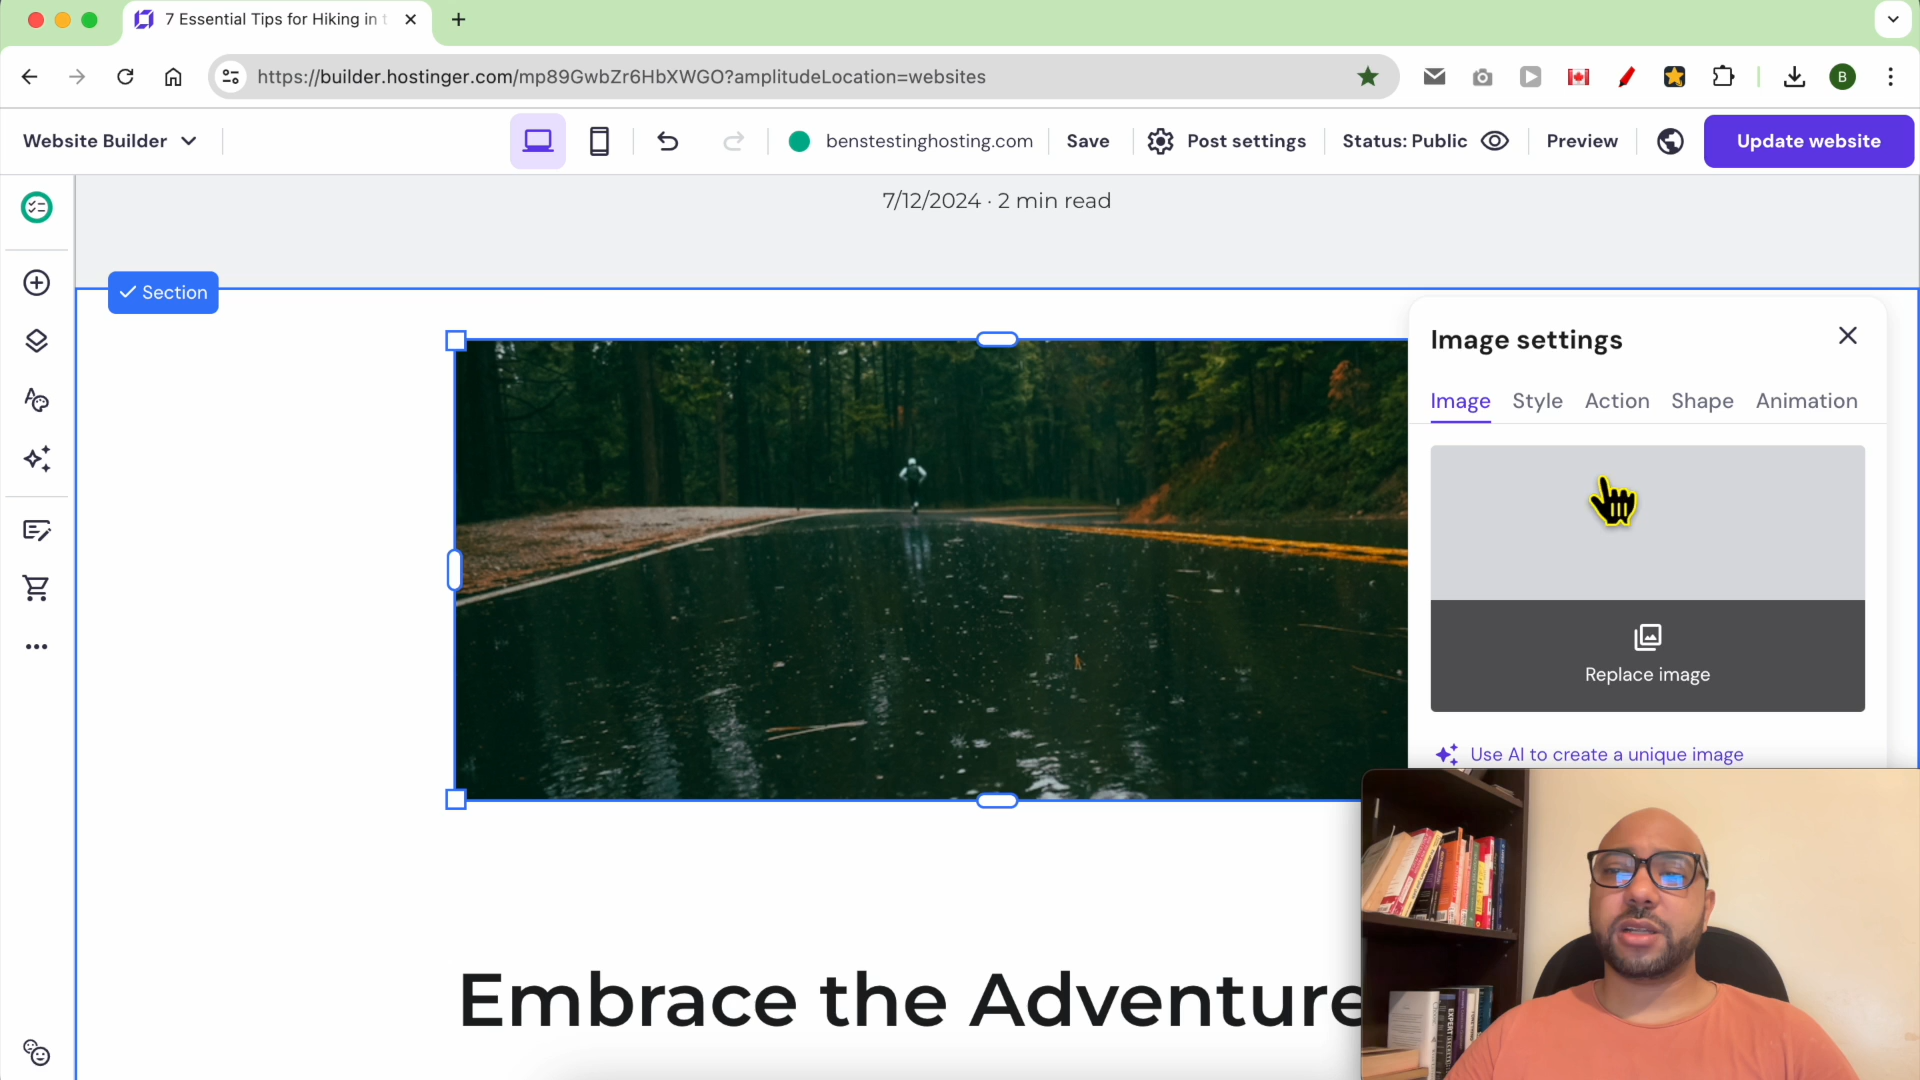 7 Essential Tips for Hiking in t
https://builder.hostinger.com/mp89GwbZr6HbXWGO?amplitudeLocation=websites
B
Website Builder
benstestinghosting.com
Save
Post settings
Status: Public
Preview
Update website
7/12/2024 · 2 min read
Section
Image settings
Image Style Action Shape Animation
Replace image
Use AI to create a unique image
Embrace the Adventure
EXPERT